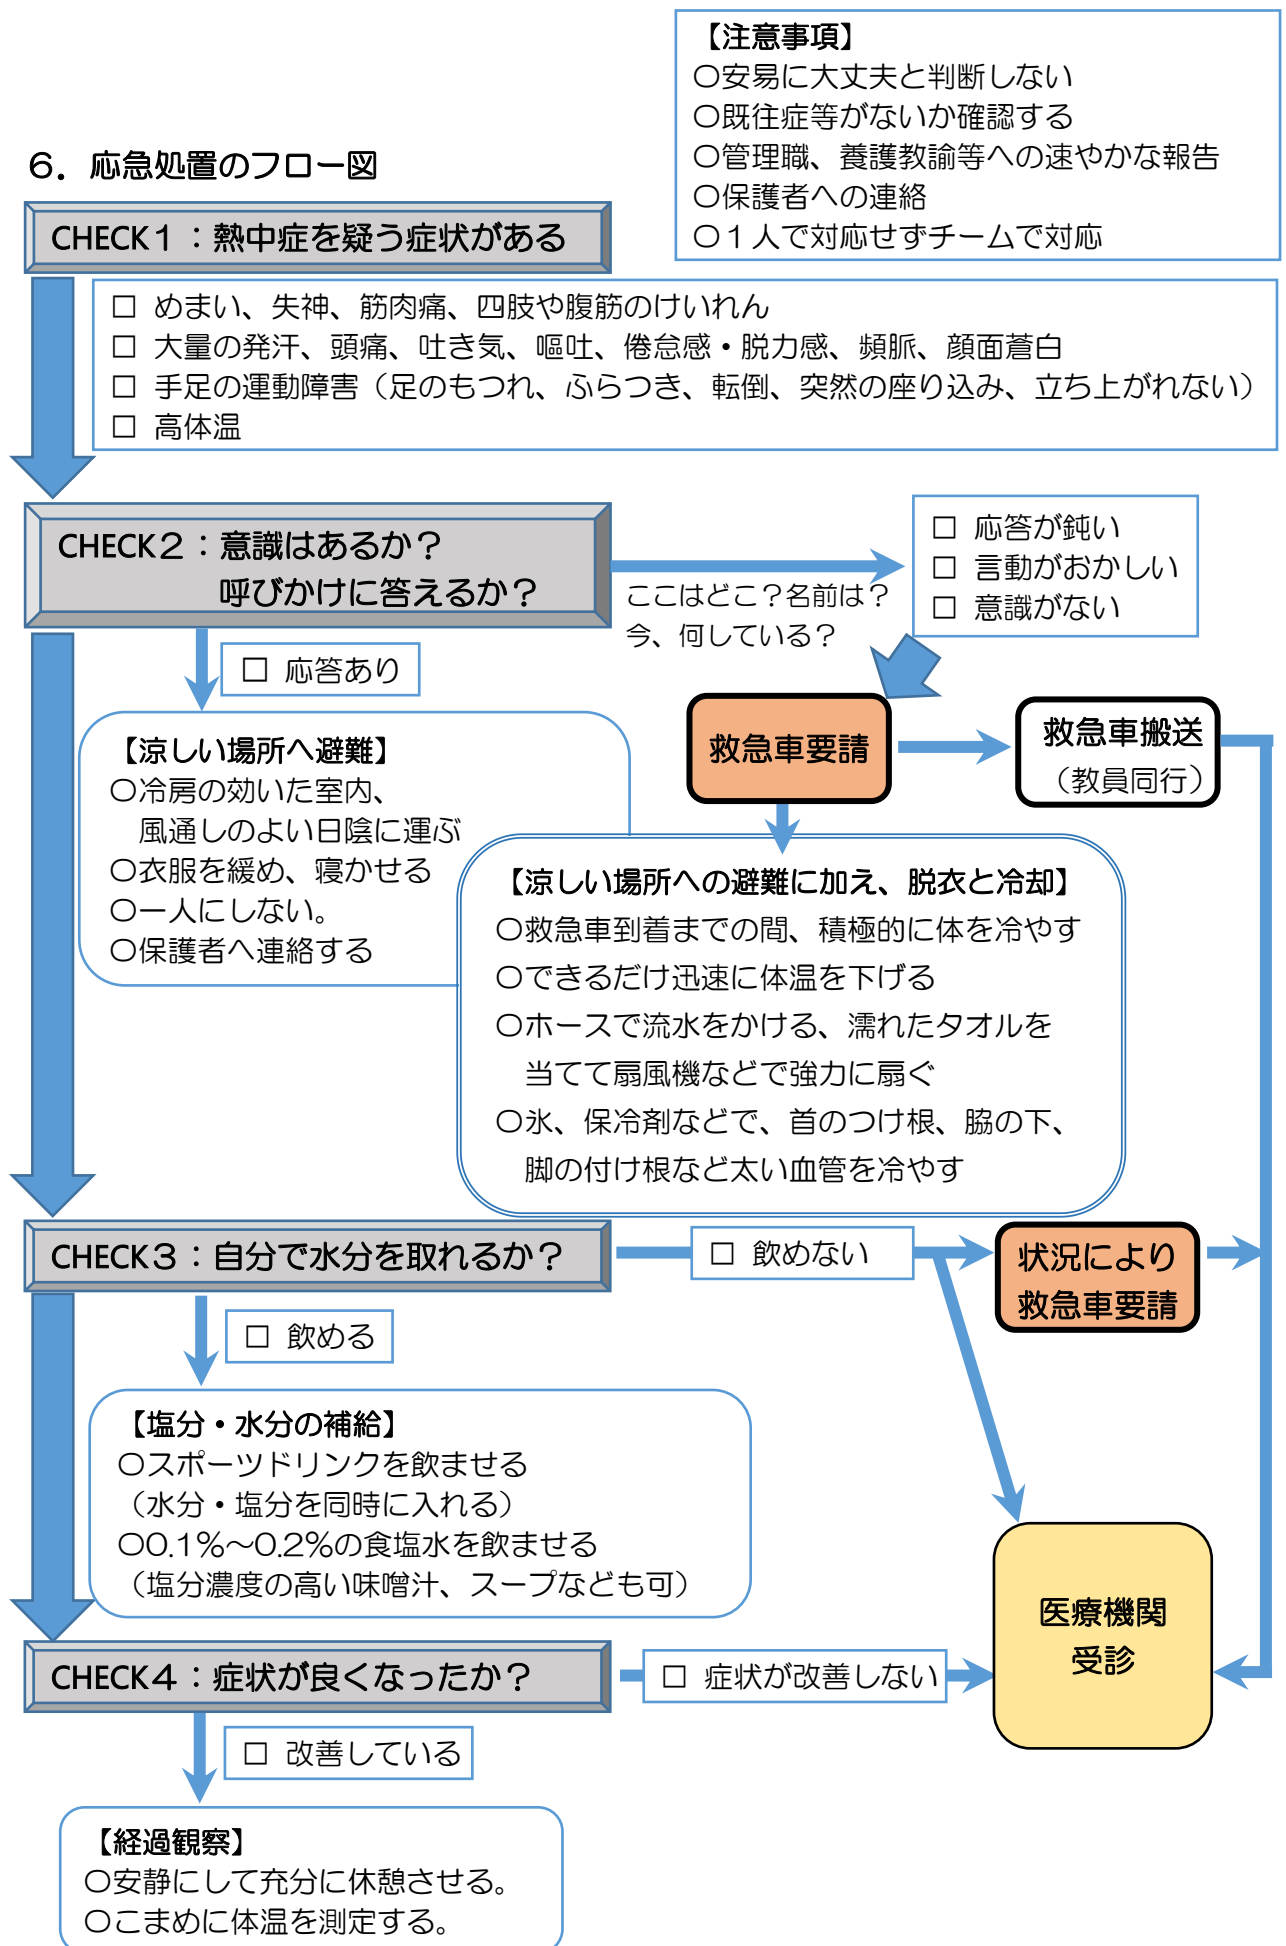 【注意事項】
〇安易に大丈夫と判断しない
〇既往症等がないか確認する
〇管理職、養護教諭等への速やかな報告
〇保護者への連絡
〇１人で対応せずチームで対応
６．応急処置のフロー図
CHECK１：熱中症を疑う症状がある
□ めまい、失神、筋肉痛、四肢や腹筋のけいれん
□ 大量の発汗、頭痛、吐き気、嘔吐、倦怠感・脱力感、頻脈、顔面蒼白
□ 手足の運動障害（足のもつれ、ふらつき、転倒、突然の座り込み、立ち上がれない）
□ 高体温
CHECK２：意識はあるか？
呼びかけに答えるか？
ここはどこ？名前は？
今、何している？
□ 応答が鈍い
□ 言動がおかしい
□ 意識がない
□ 応答あり
救急車要請
救急車搬送
（教員同行）
【涼しい場所へ避難】
〇冷房の効いた室内、
風通しのよい日陰に運ぶ
〇衣服を緩め、寝かせる
〇一人にしない。
〇保護者へ連絡する
【涼しい場所への避難に加え、脱衣と冷却】
〇救急車到着までの間、積極的に体を冷やす
〇できるだけ迅速に体温を下げる
〇ホースで流水をかける、濡れたタオルを
当てて扇風機などで強力に扇ぐ
〇氷、保冷剤などで、首のつけ根、脇の下、
脚の付け根など太い血管を冷やす
CHECK３：自分で水分を取れるか？
□ 飲めない
状況により
救急車要請
□ 飲める
【塩分・水分の補給】
〇スポーツドリンクを飲ませる
（水分・塩分を同時に入れる）
〇0.1％～0.2％の食塩水を飲ませる
（塩分濃度の高い味噌汁、スープなども可）
医療機関
受診
CHECK４：症状が良くなったか？
□ 症状が改善しない
□ 改善している
【経過観察】
〇安静にして充分に休憩させる。
〇こまめに体温を測定する。